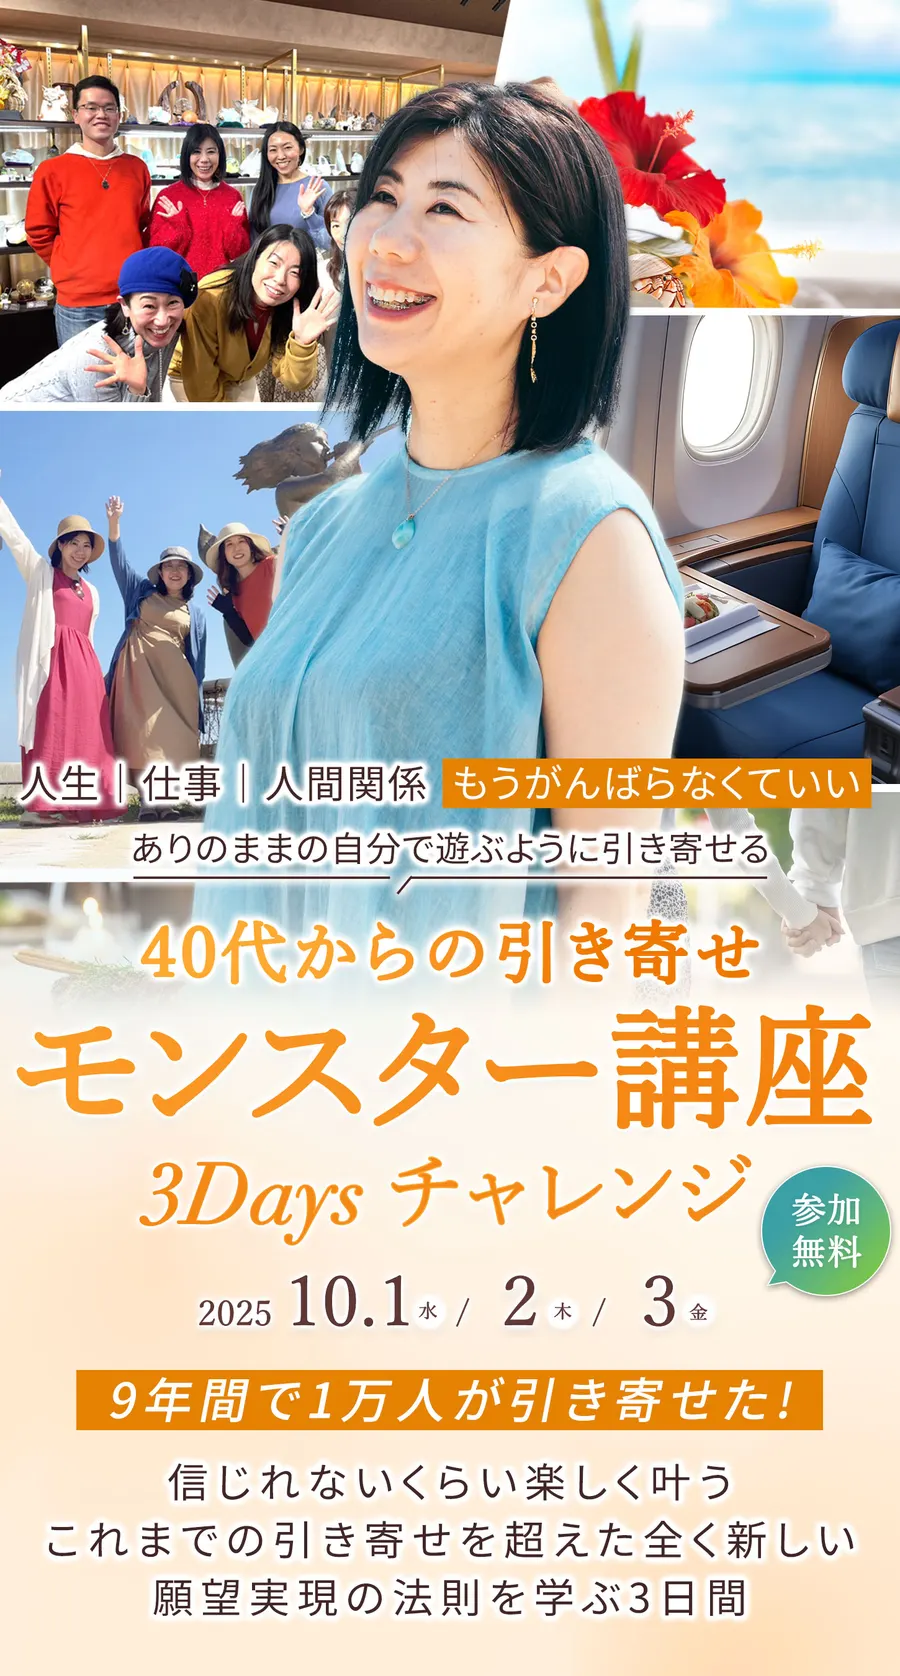 人生｜仕事｜人間関係 もうがんばらなくていい
ありのままの自分で遊ぶように引き寄せる
40代からの引き寄せ
モンスター講座
3Days チャレンジ
参加
無料
2025 10.1 水 / 2 木 / 3 金
9年間で1万人が引き寄せた!
信じれないくらい楽しく叶う
これまでの引き寄せを超えた全く新しい
願望実現の法則を学ぶ3日間